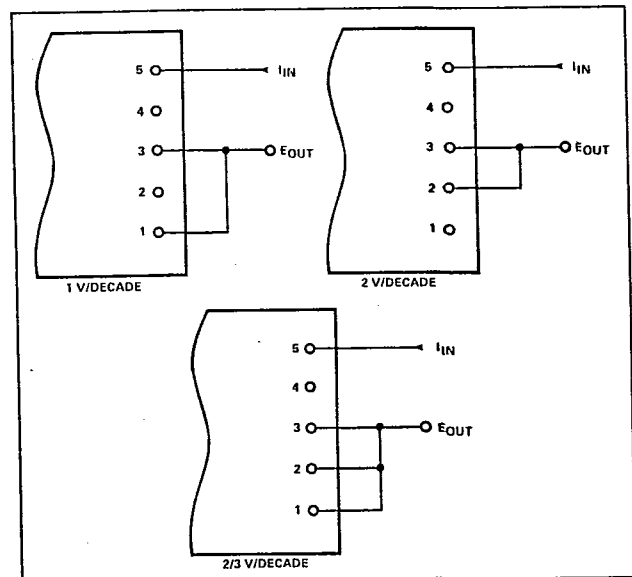 5 I_IN
4
3 E_OUT
2
1
1 V/DECADE
5 I_IN
4
3 E_OUT
2
1
2 V/DECADE
5 I_IN
4
3 E_OUT
2
1
2/3 V/DECADE